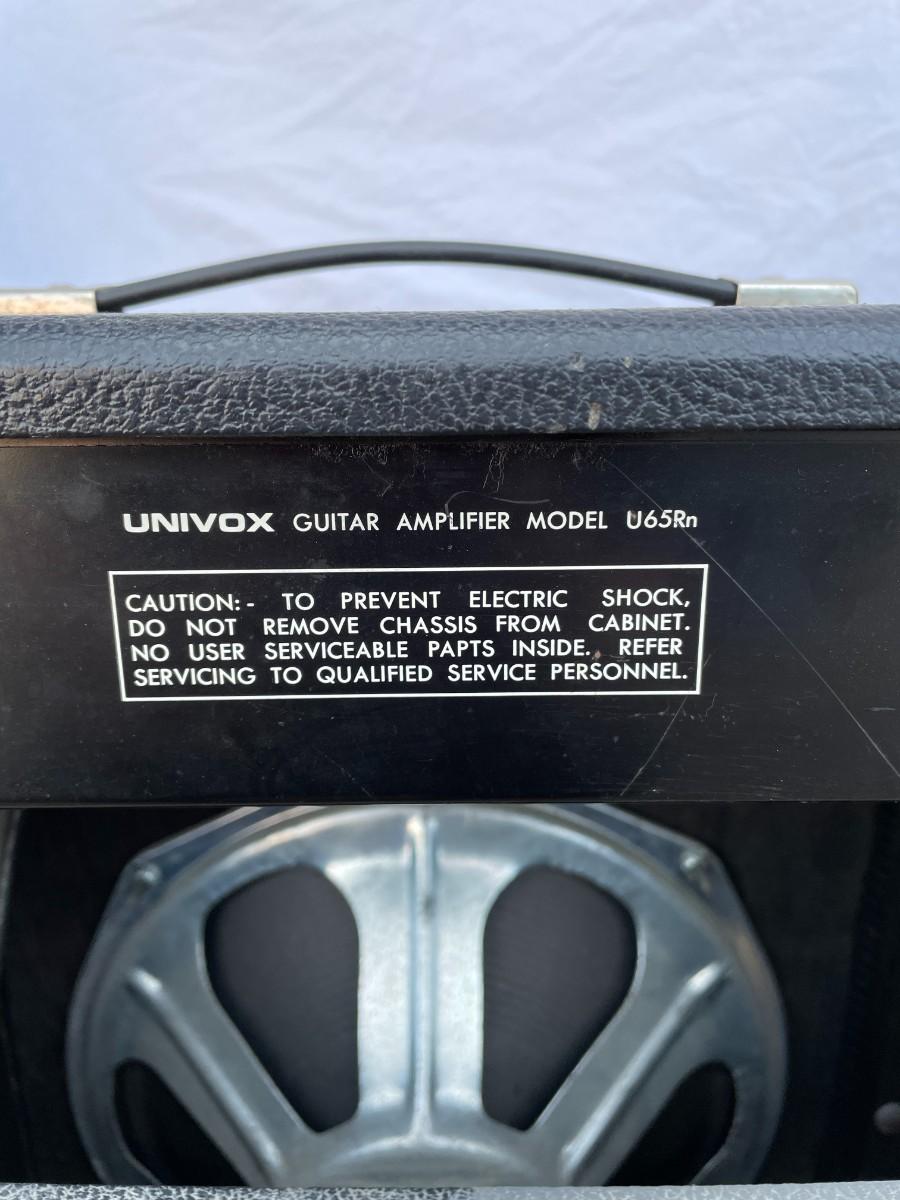 UNIVOX GUITAR AMPLIFIER MODEL U65Rn
CAUTION:- TO PREVENT ELECTRIC SHOCK,
DO NOT REMOVE CHASSIS FROM CABINET.
NO USER SERVICEABLE PARTS INSIDE. REFER
SERVICING TO QUALIFIED SERVICE PERSONNEL.